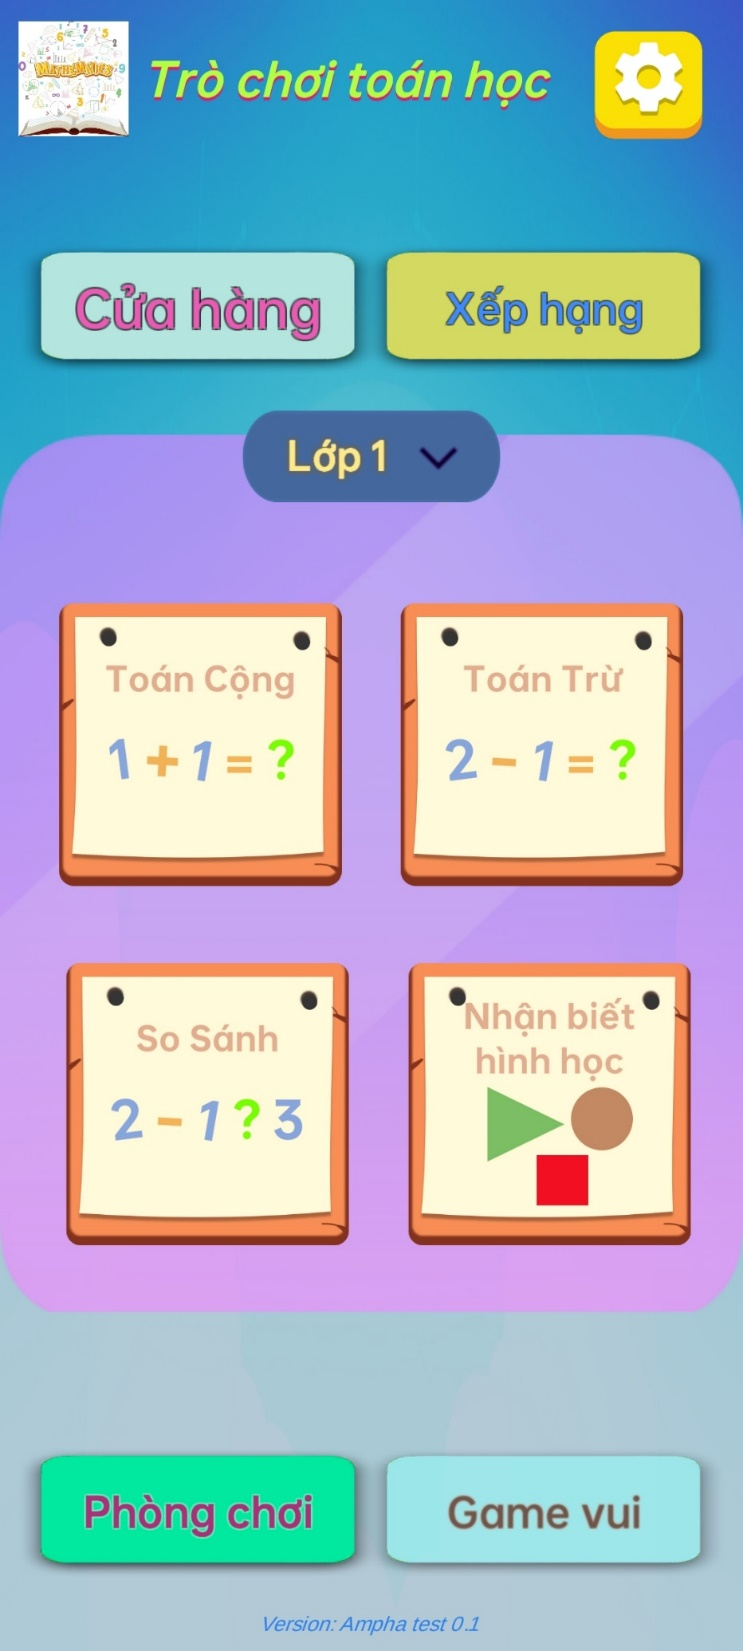 MATHEMATICS
Trò chơi toán học
Cửa hàng
Xếp hạng
Lớp 1
Toán Cộng
1 + 1 = ?
Toán Trừ
2 - 1 = ?
So Sánh
2 - 1 ? 3
Nhận biết
hình học
Phòng chơi
Game vui
Version: Ampha test 0.1